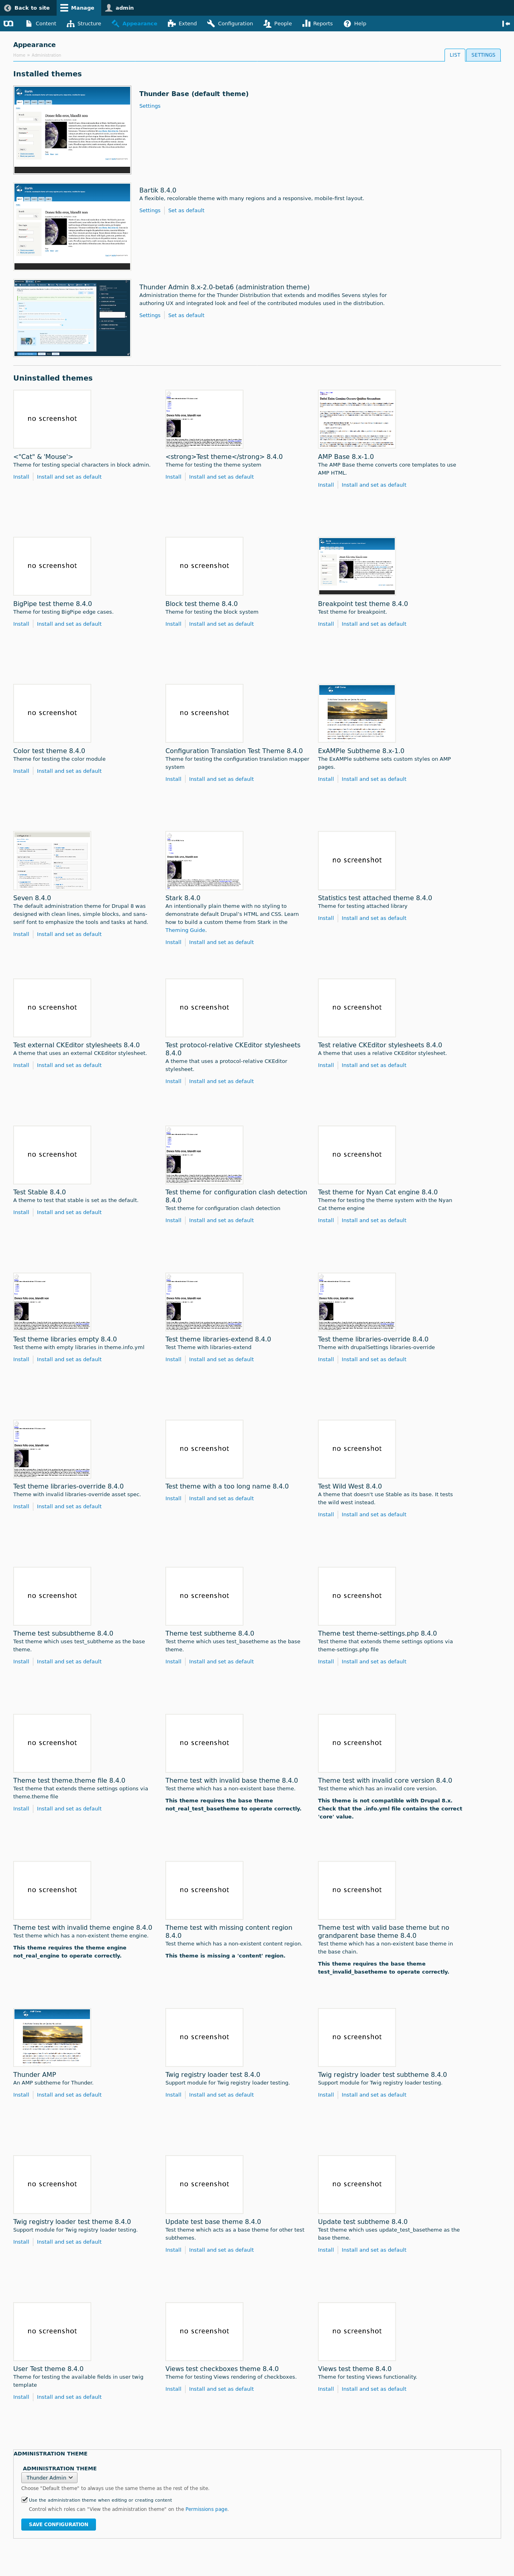 Back to site
Manage
admin
Content
Structure
Appearance
Extend
Configuration
People
Reports
Help
Appearance
Home » Administration
LIST
SETTINGS
Installed themes
Thunder Base (default theme)
Settings
Bartik 8.4.0
A flexible, recolorable theme with many regions and a responsive, mobile-first layout.
Settings
Set as default
Thunder Admin 8.x-2.0-beta6 (administration theme)
Administration theme for the Thunder Distribution that extends and modifies Sevens styles for
authoring UX and integrated look and feel of the contributed modules used in the distribution.
Settings
Set as default
Uninstalled themes
no screenshot
<"Cat" & 'Mouse'>
Theme for testing special characters in block admin.
Install
Install and set as default
<strong>Test theme</strong> 8.4.0
Theme for testing the theme system
Install
Install and set as default
AMP Base 8.x-1.0
The AMP Base theme converts core templates to use
AMP HTML.
Install
Install and set as default
no screenshot
BigPipe test theme 8.4.0
Theme for testing BigPipe edge cases.
Install
Install and set as default
no screenshot
Block test theme 8.4.0
Theme for testing the block system
Install
Install and set as default
Breakpoint test theme 8.4.0
Test theme for breakpoint.
Install
Install and set as default
no screenshot
Color test theme 8.4.0
Theme for testing the color module
Install
Install and set as default
no screenshot
Configuration Translation Test Theme 8.4.0
Theme for testing the configuration translation mapper
system
Install
Install and set as default
ExAMPle Subtheme 8.x-1.0
The ExAMPle subtheme sets custom styles on AMP
pages.
Install
Install and set as default
Seven 8.4.0
The default administration theme for Drupal 8 was
designed with clean lines, simple blocks, and sans-
serif font to emphasize the tools and tasks at hand.
Install
Install and set as default
Stark 8.4.0
An intentionally plain theme with no styling to
demonstrate default Drupal's HTML and CSS. Learn
how to build a custom theme from Stark in the
Theming Guide.
Install
Install and set as default
no screenshot
Statistics test attached theme 8.4.0
Theme for testing attached library
Install
Install and set as default
no screenshot
Test external CKEditor stylesheets 8.4.0
A theme that uses an external CKEditor stylesheet.
Install
Install and set as default
no screenshot
Test protocol-relative CKEditor stylesheets
8.4.0
A theme that uses a protocol-relative CKEditor
stylesheet.
Install
Install and set as default
no screenshot
Test relative CKEditor stylesheets 8.4.0
A theme that uses a relative CKEditor stylesheet.
Install
Install and set as default
no screenshot
Test Stable 8.4.0
A theme to test that stable is set as the default.
Install
Install and set as default
Test theme for configuration clash detection
8.4.0
Test theme for configuration clash detection
Install
Install and set as default
no screenshot
Test theme for Nyan Cat engine 8.4.0
Theme for testing the theme system with the Nyan
Cat theme engine
Install
Install and set as default
Test theme libraries empty 8.4.0
Test theme with empty libraries in theme.info.yml
Install
Install and set as default
Test theme libraries-extend 8.4.0
Test Theme with libraries-extend
Install
Install and set as default
Test theme libraries-override 8.4.0
Theme with drupalSettings libraries-override
Install
Install and set as default
Test theme libraries-override 8.4.0
Theme with invalid libraries-override asset spec.
Install
Install and set as default
no screenshot
Test theme with a too long name 8.4.0
Install
Install and set as default
no screenshot
Test Wild West 8.4.0
A theme that doesn't use Stable as its base. It tests
the wild west instead.
Install
Install and set as default
no screenshot
Theme test subsubtheme 8.4.0
Test theme which uses test_subtheme as the base
theme.
Install
Install and set as default
no screenshot
Theme test subtheme 8.4.0
Test theme which uses test_basetheme as the base
theme.
Install
Install and set as default
no screenshot
Theme test theme-settings.php 8.4.0
Test theme that extends theme settings options via
theme-settings.php file
Install
Install and set as default
no screenshot
Theme test theme.theme file 8.4.0
Test theme that extends theme settings options via
theme.theme file
Install
Install and set as default
no screenshot
Theme test with invalid base theme 8.4.0
Test theme which has a non-existent base theme.
This theme requires the base theme
not_real_test_basetheme to operate correctly.
no screenshot
Theme test with invalid core version 8.4.0
Test theme which has an invalid core version.
This theme is not compatible with Drupal 8.x.
Check that the .info.yml file contains the correct
'core' value.
no screenshot
Theme test with invalid theme engine 8.4.0
Test theme which has a non-existent theme engine.
This theme requires the theme engine
not_real_engine to operate correctly.
no screenshot
Theme test with missing content region
8.4.0
Test theme which has a non-existent content region.
This theme is missing a 'content' region.
no screenshot
Theme test with valid base theme but no
grandparent base theme 8.4.0
Test theme which has a non-existent base theme in
the base chain.
This theme requires the base theme
test_invalid_basetheme to operate correctly.
Thunder AMP
An AMP subtheme for Thunder.
Install
Install and set as default
no screenshot
Twig registry loader test 8.4.0
Support module for Twig registry loader testing.
Install
Install and set as default
no screenshot
Twig registry loader test subtheme 8.4.0
Support module for Twig registry loader testing.
Install
Install and set as default
no screenshot
Twig registry loader test theme 8.4.0
Support module for Twig registry loader testing.
Install
Install and set as default
no screenshot
Update test base theme 8.4.0
Test theme which acts as a base theme for other test
subthemes.
Install
Install and set as default
no screenshot
Update test subtheme 8.4.0
Test theme which uses update_test_basetheme as the
base theme.
Install
Install and set as default
no screenshot
User Test theme 8.4.0
Theme for testing the available fields in user twig
template
Install
Install and set as default
no screenshot
Views test checkboxes theme 8.4.0
Theme for testing Views rendering of checkboxes.
Install
Install and set as default
no screenshot
Views test theme 8.4.0
Theme for testing Views functionality.
Install
Install and set as default
ADMINISTRATION THEME
ADMINISTRATION THEME
Thunder Admin
Choose "Default theme" to always use the same theme as the rest of the site.
Use the administration theme when editing or creating content
Control which roles can "View the administration theme" on the Permissions page.
SAVE CONFIGURATION